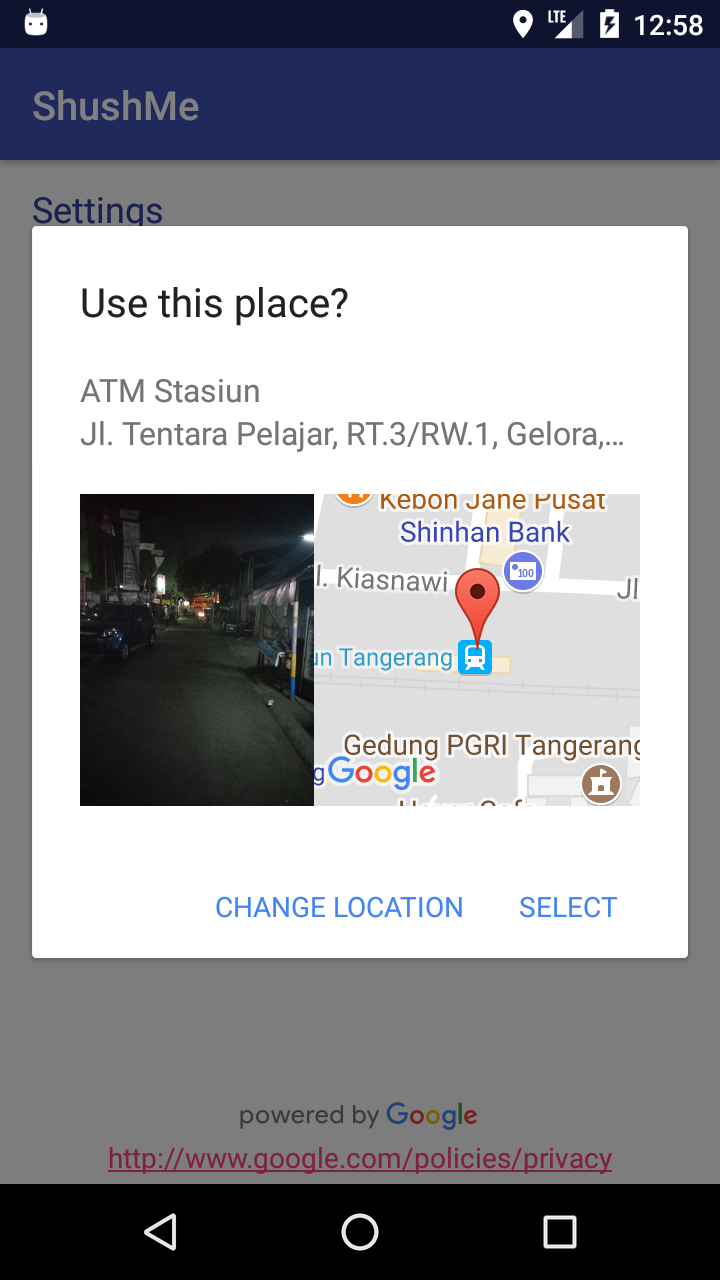 LTE 12:58
ShushMe
Settings
Use this place?
ATM Stasiun
Jl. Tentara Pelajar, RT.3/RW.1, Gelora,...
Kebon Jahe Pusat
Shinhan Bank
100
l. Kiasnawi
Jl
un Tangerang
Gedung PGRI Tangerang
g
Google
CHANGE LOCATION SELECT
powered by Google
http://www.google.com/policies/privacy